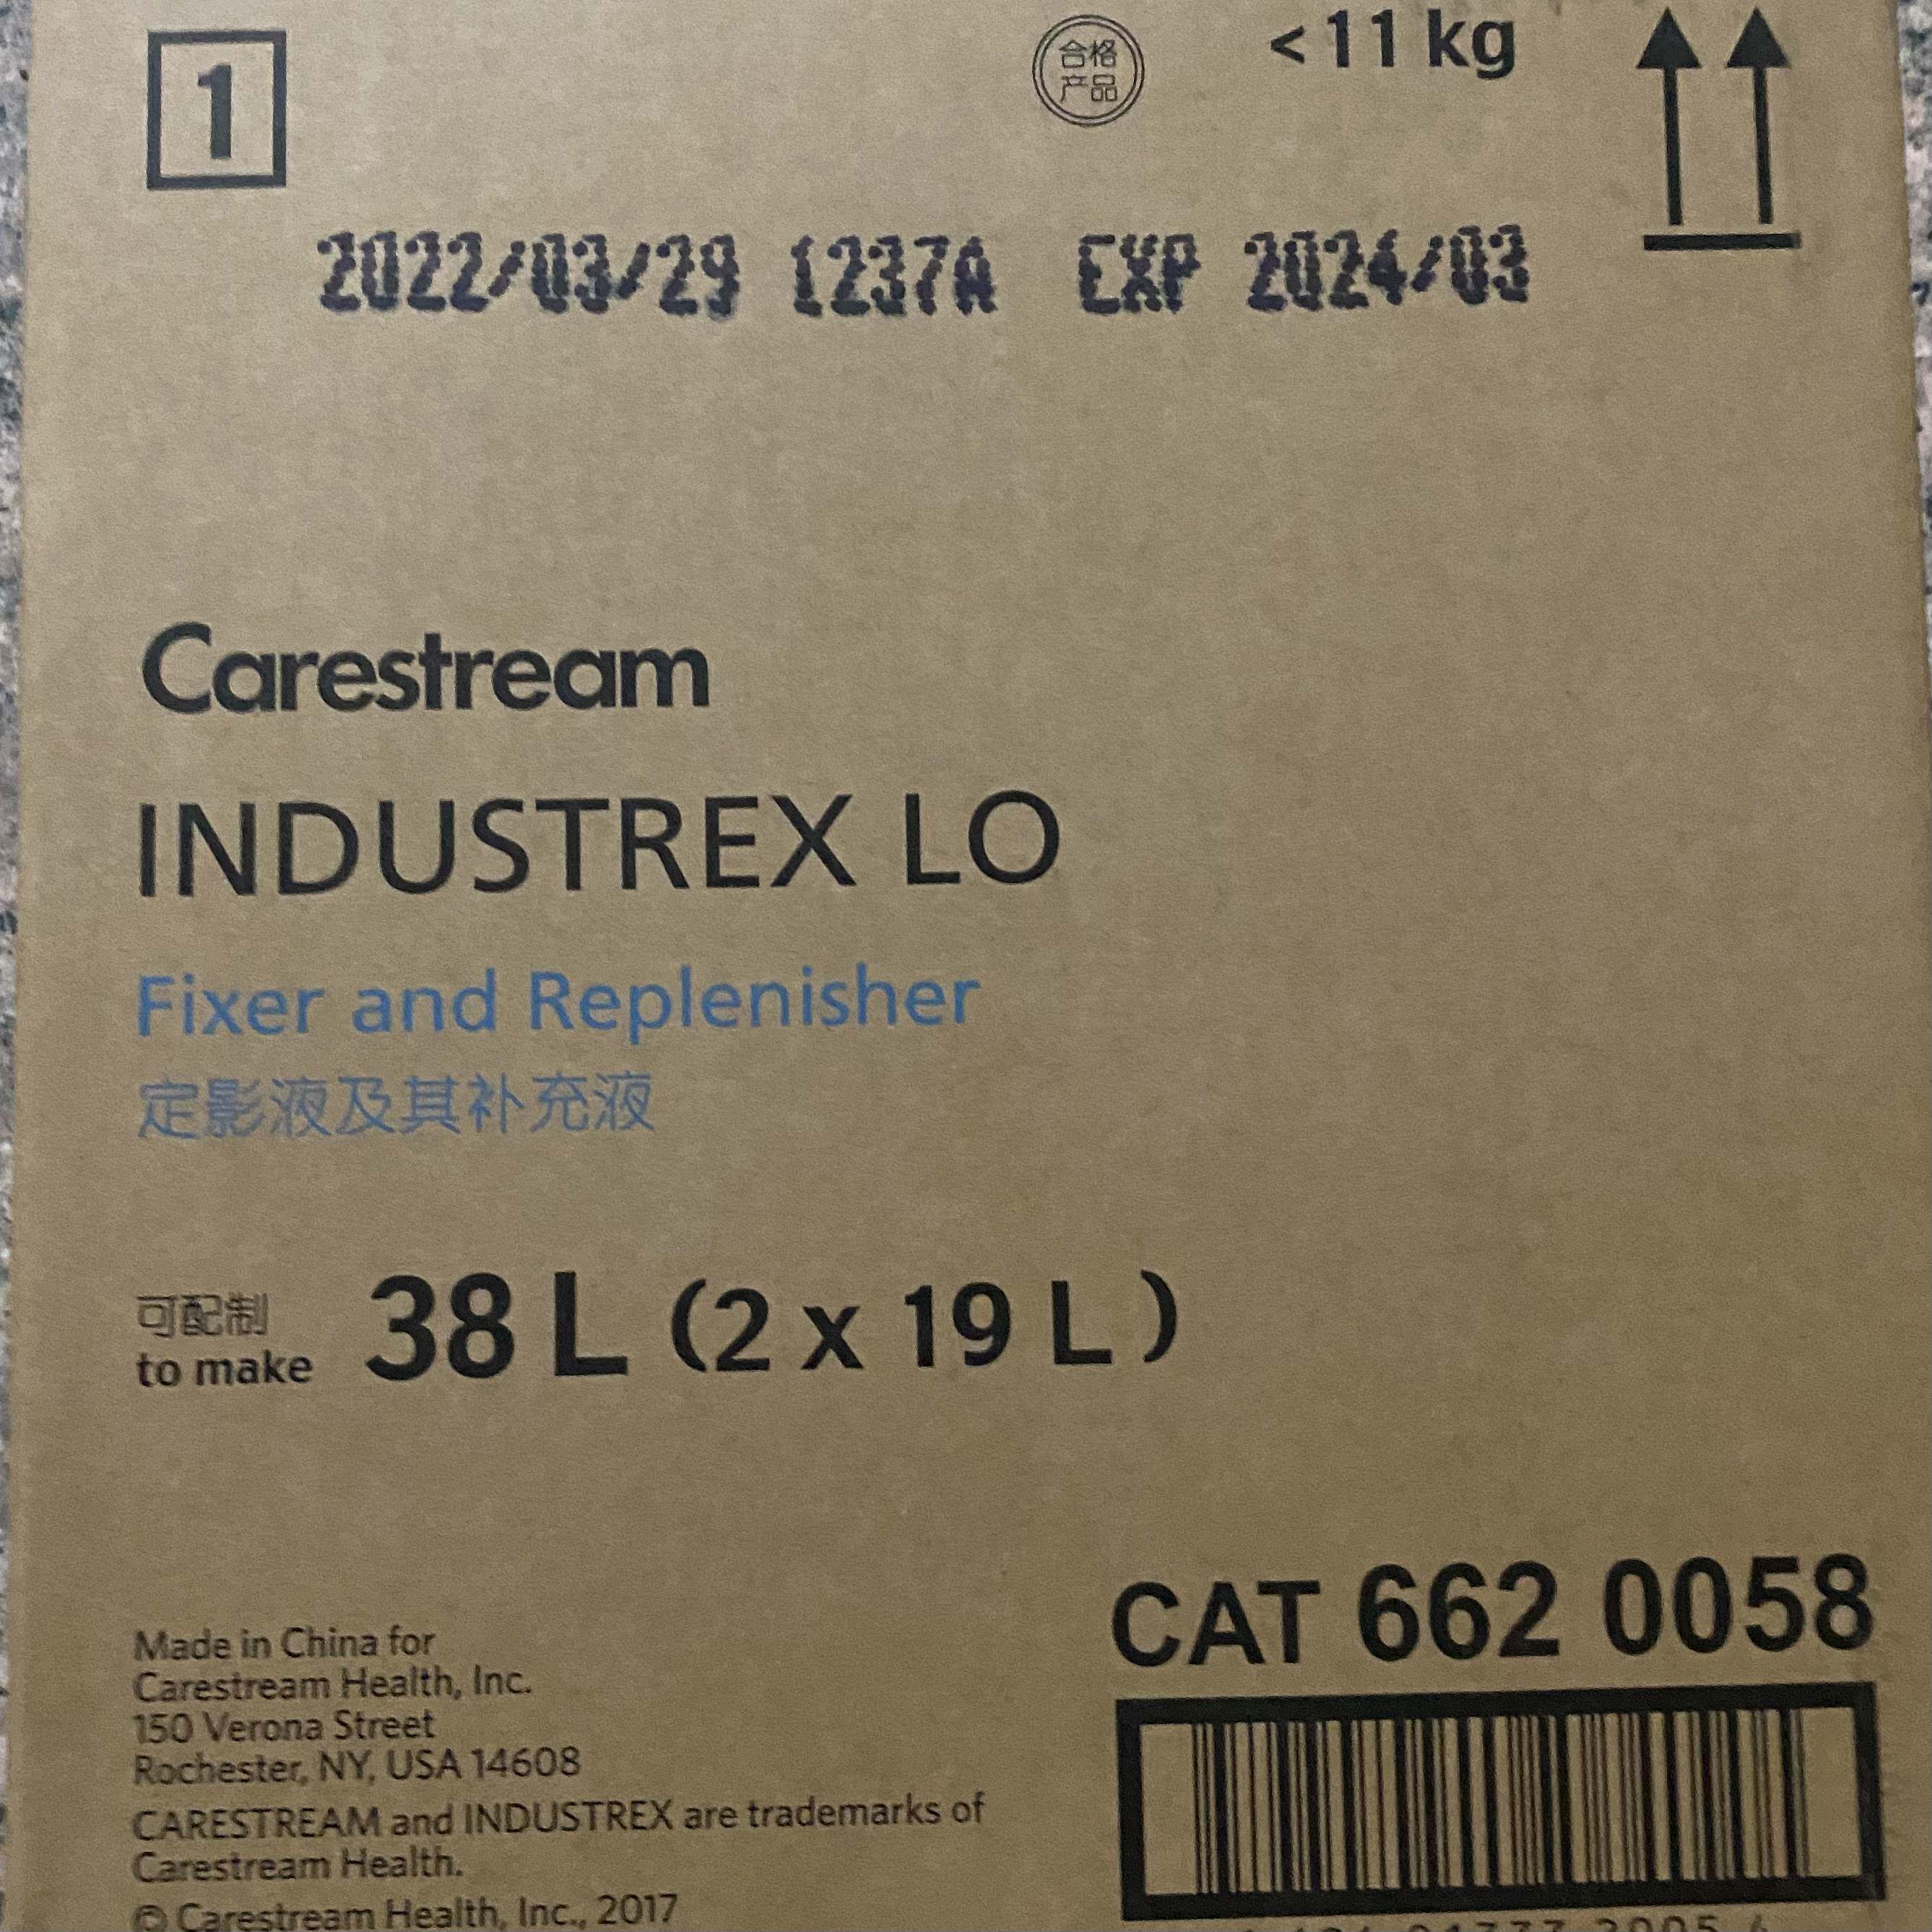 1
合格
产品
<11 kg
2022/03/29 1237A EXP 2024/03
Carestream
INDUSTREX LO
Fixer and Replenisher
定影液及其补充液
可配制
to make 38 L (2 x 19 L)
CAT 662 0058
Made in China for
Carestream Health, Inc.
150 Verona Street
Rochester, NY, USA 14608
CARESTREAM and INDUSTREX are trademarks of
Carestream Health.
© Carestream Health, Inc., 2017